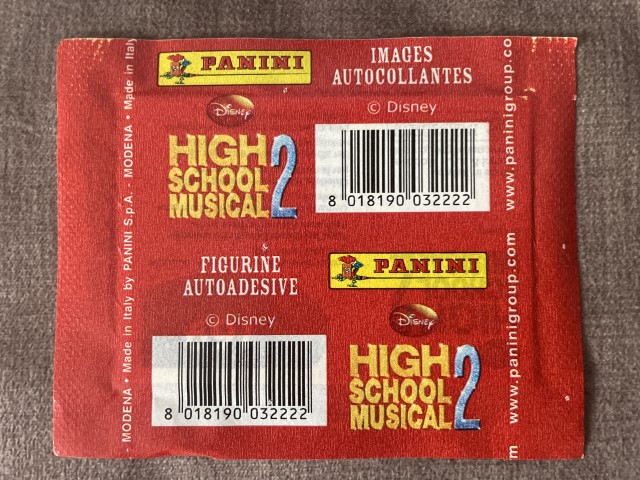 PANINI
IMAGES
AUTOCOLLANTES
© Disney
Disney
HIGH
SCHOOL
MUSICAL 2
8 018190 032222
FIGURINE
AUTOADESIVE
© Disney
PANINI
Disney
HIGH
SCHOOL
MUSICAL 2
8 018190 032222
- MODENA • Made in Italy by PANINI S.p.A. - MODENA • Made in Italy
www.paninigroup.com
www.paninigroup.co
m